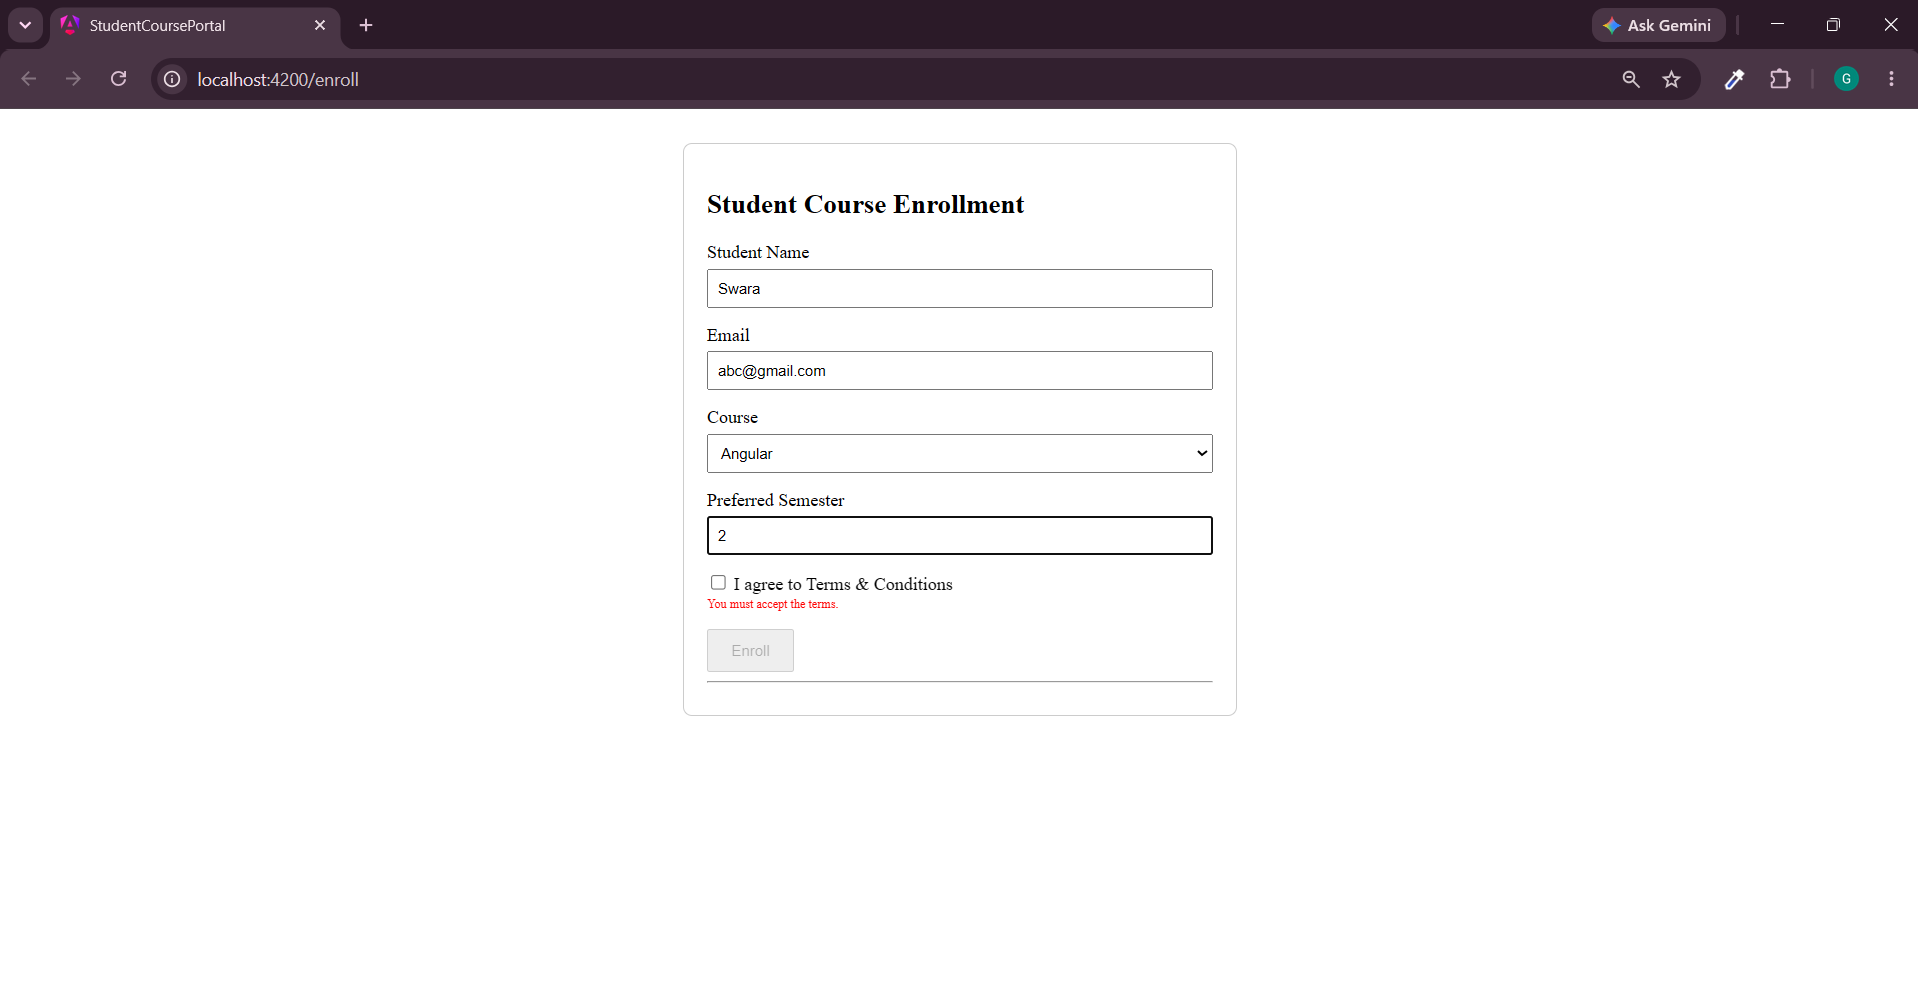 StudentCoursePortal
Ask Gemini
localhost:4200/enroll
G
Student Course Enrollment
Student Name
Swara
Email
abc@gmail.com
Course
Angular
Preferred Semester
2
I agree to Terms & Conditions
You must accept the terms.
Enroll